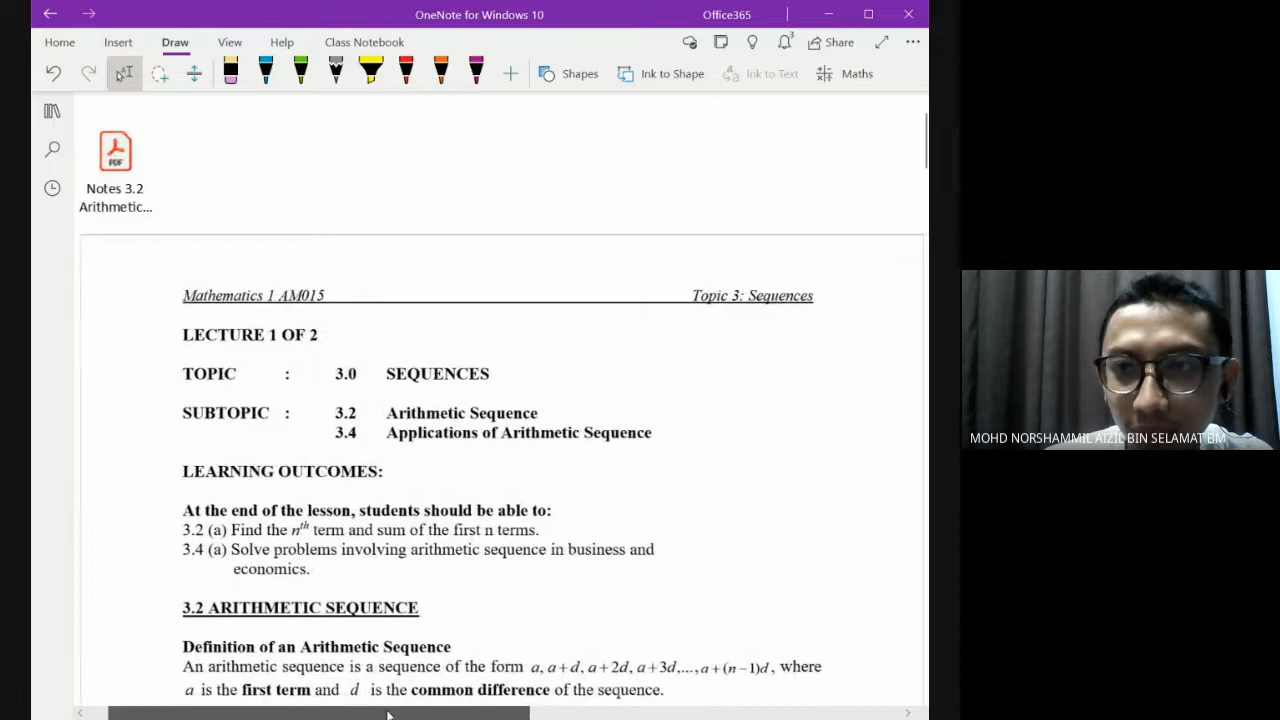 OneNote for Windows 10
Office365
Home Insert Draw View Help Class Notebook
Share
Shapes Ink to Shape Ink to Text Maths
PDF
Notes 3.2
Arithmetic...
Mathematics 1 AM015 Topic 3: Sequences
LECTURE 1 OF 2
TOPIC : 3.0 SEQUENCES
SUBTOPIC : 3.2 Arithmetic Sequence
3.4 Applications of Arithmetic Sequence
LEARNING OUTCOMES:
At the end of the lesson, students should be able to:
3.2 (a) Find the nth term and sum of the first n terms.
3.4 (a) Solve problems involving arithmetic sequence in business and
economics.
3.2 ARITHMETIC SEQUENCE
Definition of an Arithmetic Sequence
An arithmetic sequence is a sequence of the form a, a+d, a+2d, a+3d,...,a+(n−1)d, where
a is the first term and d is the common difference of the sequence.
MOHD NORSHAMMIL AIZIL BIN SELAMAT BM